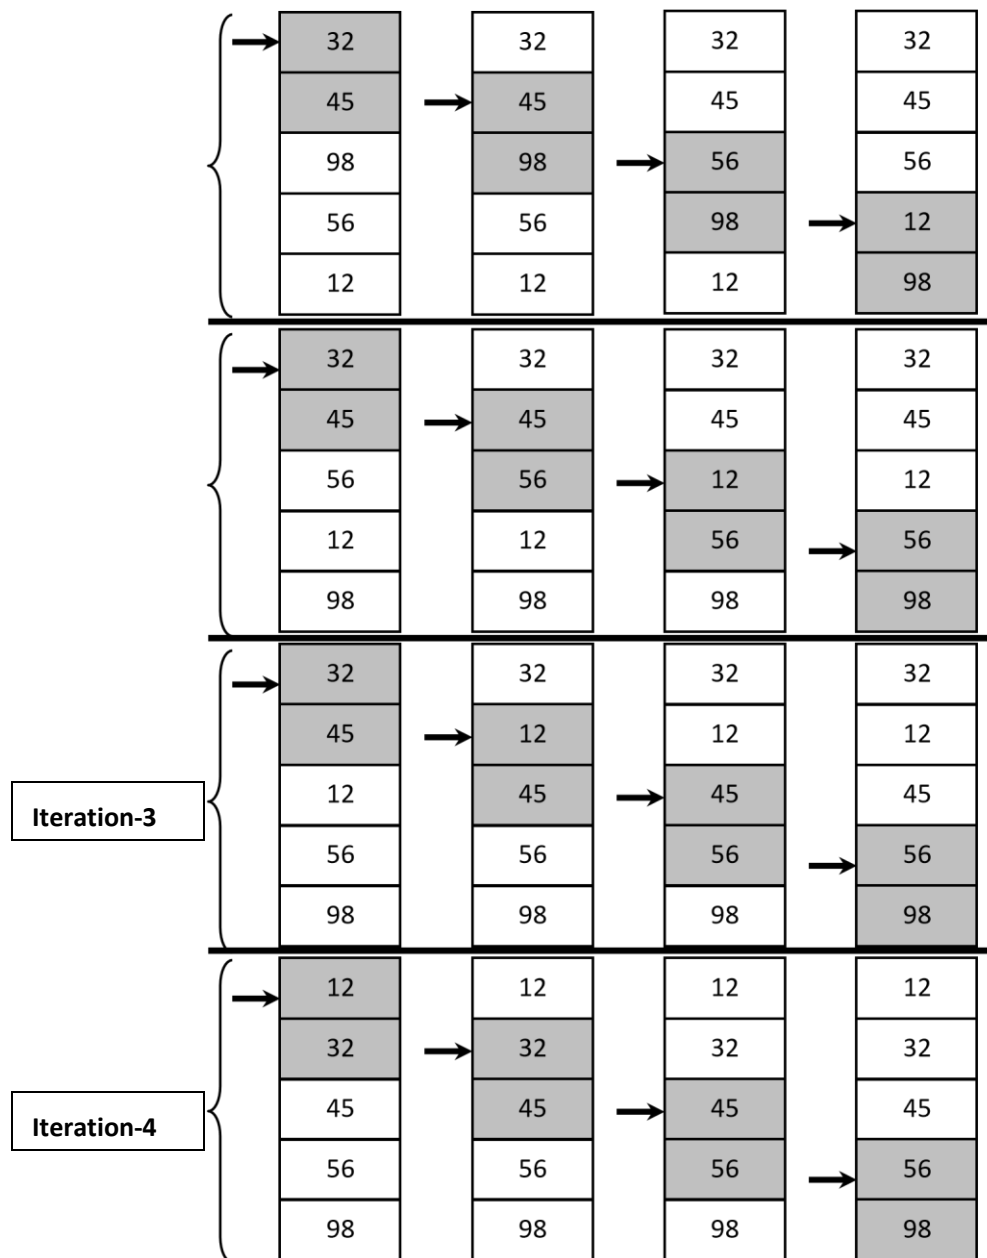 32 32 32 32
45 45 45 45
98 98 56 56
56 56 98 12
12 12 12 98
32 32 32 32
45 45 45 45
56 56 12 12
12 12 56 56
98 98 98 98
32 32 32 32
45 12 12 12
Iteration-3
12 45 45 45
56 56 56 56
98 98 98 98
12 12 12 12
32 32 32 32
45 45 45 45
Iteration-4
56 56 56 56
98 98 98 98